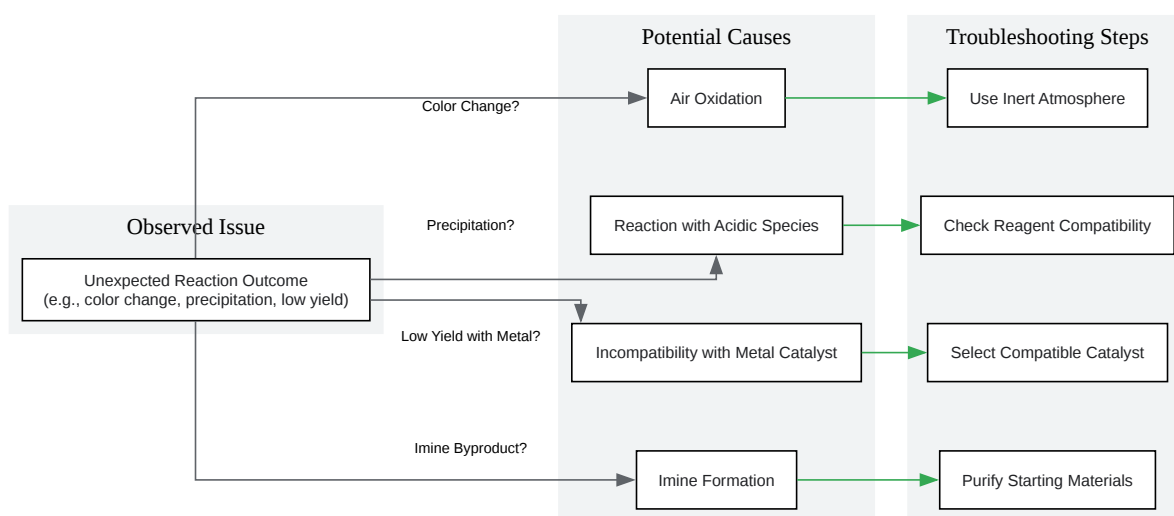 Potential Causes
Troubleshooting Steps
Color Change?
Air Oxidation
Use Inert Atmosphere
Observed Issue
Precipitation?
Reaction with Acidic Species
Check Reagent Compatibility
Unexpected Reaction Outcome
(e.g., color change, precipitation, low yield)
Low Yield with Metal?
Incompatibility with Metal Catalyst
Select Compatible Catalyst
Imine Byproduct?
Imine Formation
Purify Starting Materials